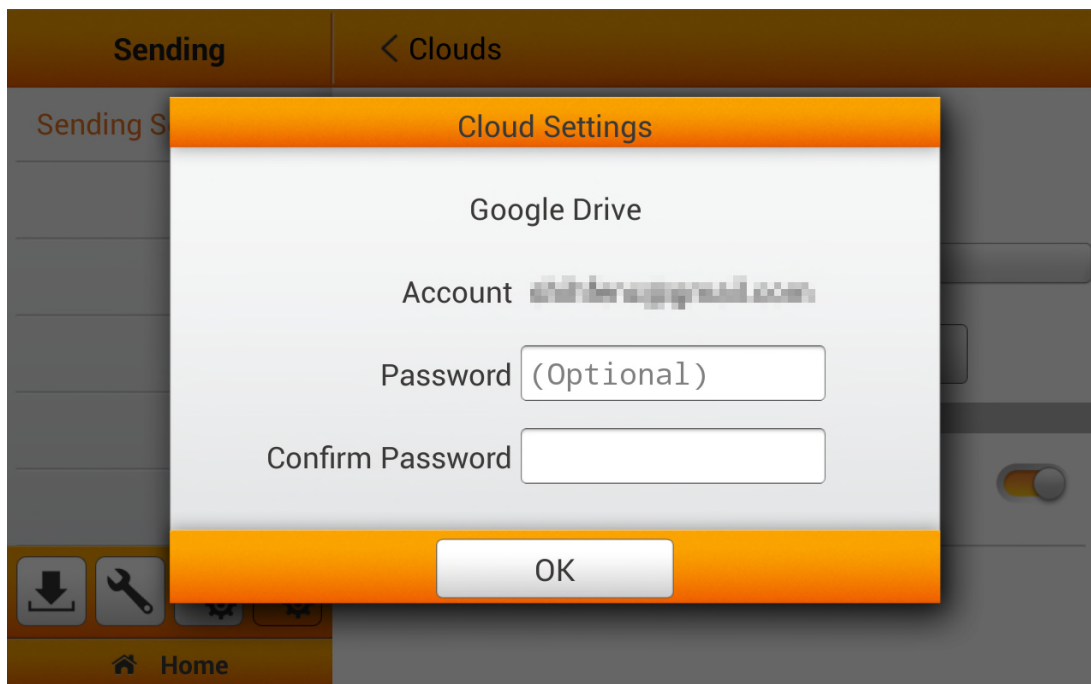 Sending
Clouds
Sending S
Cloud Settings
Google Drive
Account
Password (Optional)
Confirm Password
OK
Home